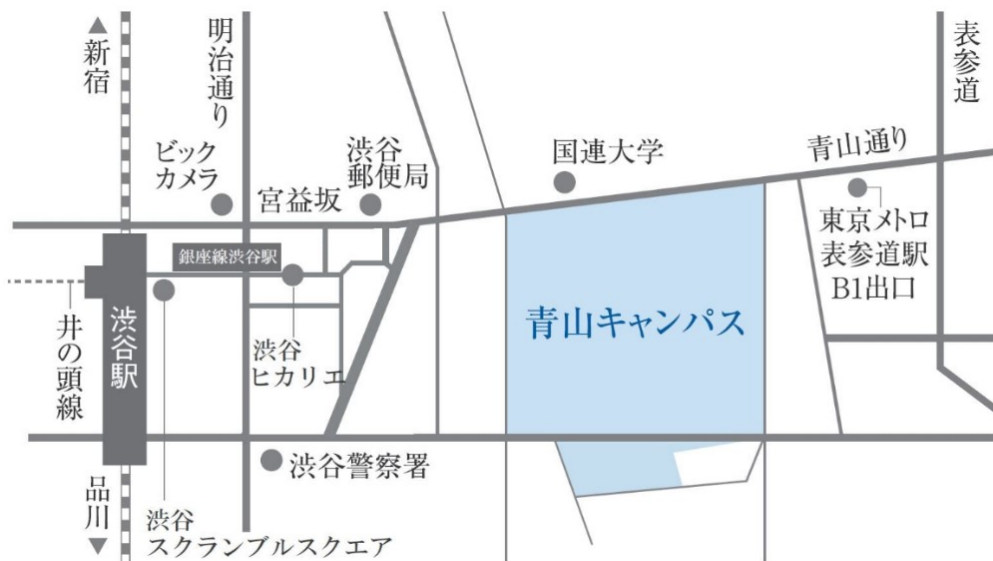 ▲新宿
明治通り
表参道
ビック
カメラ
宮益坂
渋谷
郵便局
国連大学
青山通り
銀座線渋谷駅
東京メトロ
表参道駅
B1出口
井の頭線
渋谷駅
渋谷
ヒカリエ
青山キャンパス
渋谷警察署
品川▼
渋谷
スクランブルスクエア